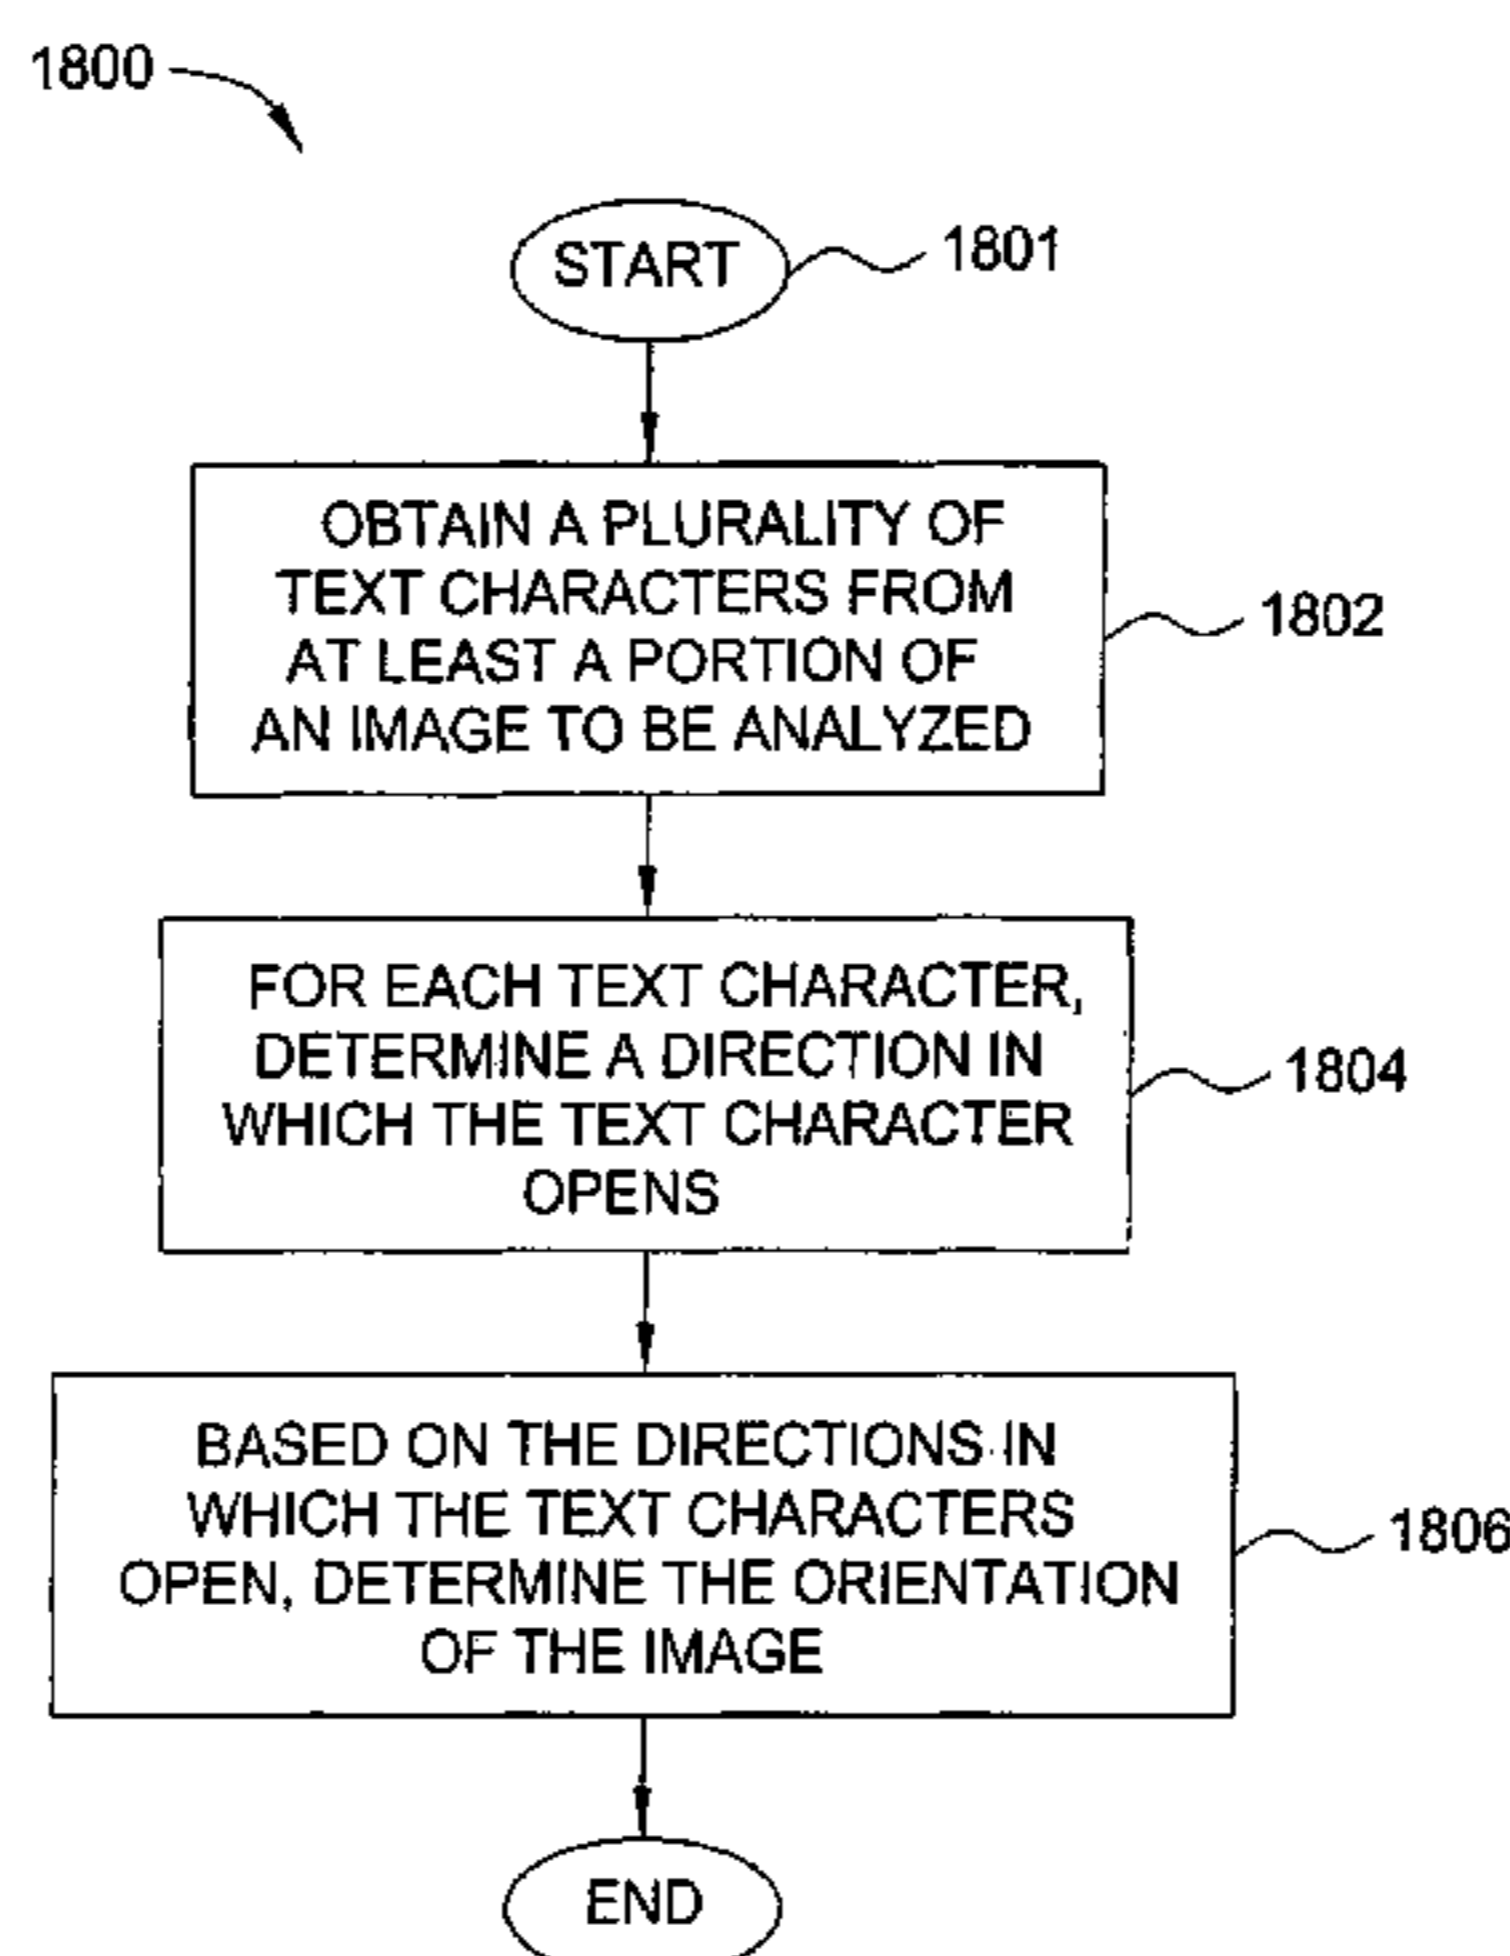 1800
START
1801
OBTAIN A PLURALITY OF
TEXT CHARACTERS FROM
AT LEAST A PORTION OF
AN IMAGE TO BE ANALYZED
1802
FOR EACH TEXT CHARACTER,
DETERMINE A DIRECTION IN
WHICH THE TEXT CHARACTER
OPENS
1804
BASED ON THE DIRECTIONS IN
WHICH THE TEXT CHARACTERS
OPEN, DETERMINE THE ORIENTATION
OF THE IMAGE
1806
END